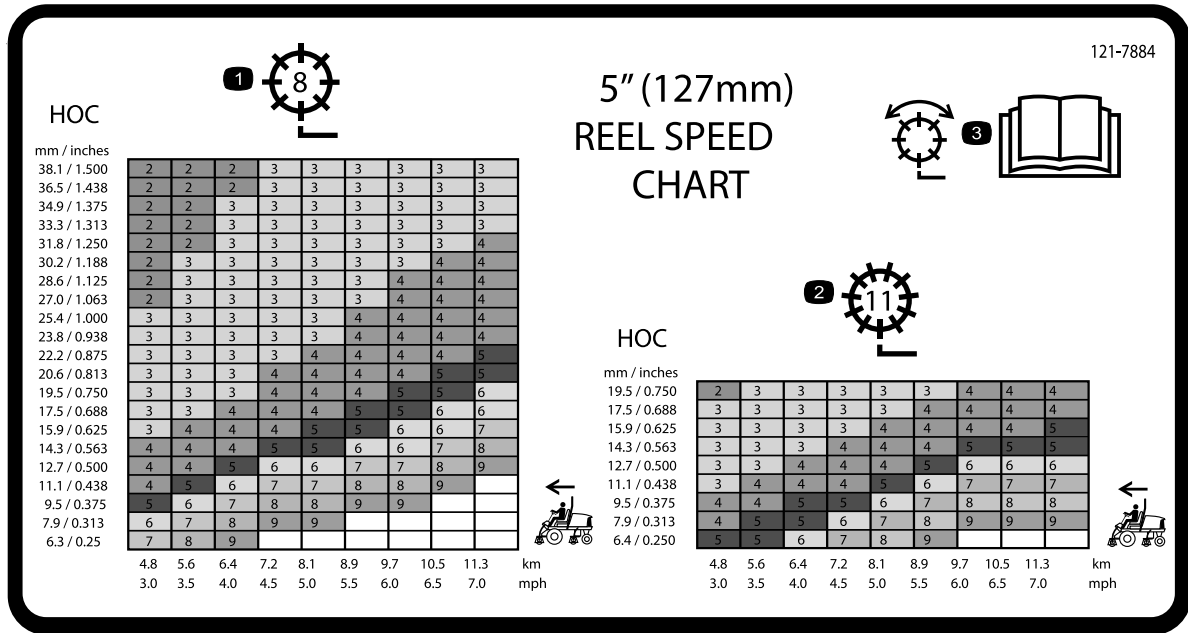 121-7884
5" (127mm)
REEL SPEED
CHART
1
8
HOC
mm / inches
38.1 / 1.500 2 2 2 3 3 3 3 3 3
36.5 / 1.438 2 2 2 3 3 3 3 3 3
34.9 / 1.375 2 2 3 3 3 3 3 3 3
33.3 / 1.313 2 2 3 3 3 3 3 3 3
31.8 / 1.250 2 2 3 3 3 3 3 3 4
30.2 / 1.188 2 3 3 3 3 3 3 4 4
28.6 / 1.125 2 3 3 3 3 3 4 4 4
27.0 / 1.063 2 3 3 3 3 3 4 4 4
25.4 / 1.000 3 3 3 3 3 4 4 4 4
23.8 / 0.938 3 3 3 3 3 4 4 4 4
22.2 / 0.875 3 3 3 3 4 4 4 4 5
20.6 / 0.813 3 3 3 4 4 4 4 5 5
19.5 / 0.750 3 3 3 4 4 4 5 5 6
17.5 / 0.688 3 3 4 4 4 5 5 6 6
15.9 / 0.625 3 4 4 4 5 5 6 6 7
14.3 / 0.563 4 4 4 5 5 6 6 7 8
12.7 / 0.500 4 4 5 6 6 7 7 8 9
11.1 / 0.438 4 5 6 7 7 8 8 9
9.5 / 0.375 5 6 7 8 8 9 9
7.9 / 0.313 6 7 8 9 9
6.3 / 0.25 7 8 9
4.8 5.6 6.4 7.2 8.1 8.9 9.7 10.5 11.3 km
3.0 3.5 4.0 4.5 5.0 5.5 6.0 6.5 7.0 mph
3
2
11
HOC
mm / inches
19.5 / 0.750 2 3 3 3 3 3 4 4 4
17.5 / 0.688 3 3 3 3 3 4 4 4 4
15.9 / 0.625 3 3 3 3 4 4 4 4 5
14.3 / 0.563 3 3 3 4 4 4 5 5 5
12.7 / 0.500 3 3 4 4 4 5 6 6 6
11.1 / 0.438 3 4 4 4 5 6 7 7 7
9.5 / 0.375 4 4 5 5 6 7 8 8 8
7.9 / 0.313 4 5 5 6 7 8 9 9 9
6.4 / 0.250 5 5 6 7 8 9
4.8 5.6 6.4 7.2 8.1 8.9 9.7 10.5 11.3 km
3.0 3.5 4.0 4.5 5.0 5.5 6.0 6.5 7.0 mph